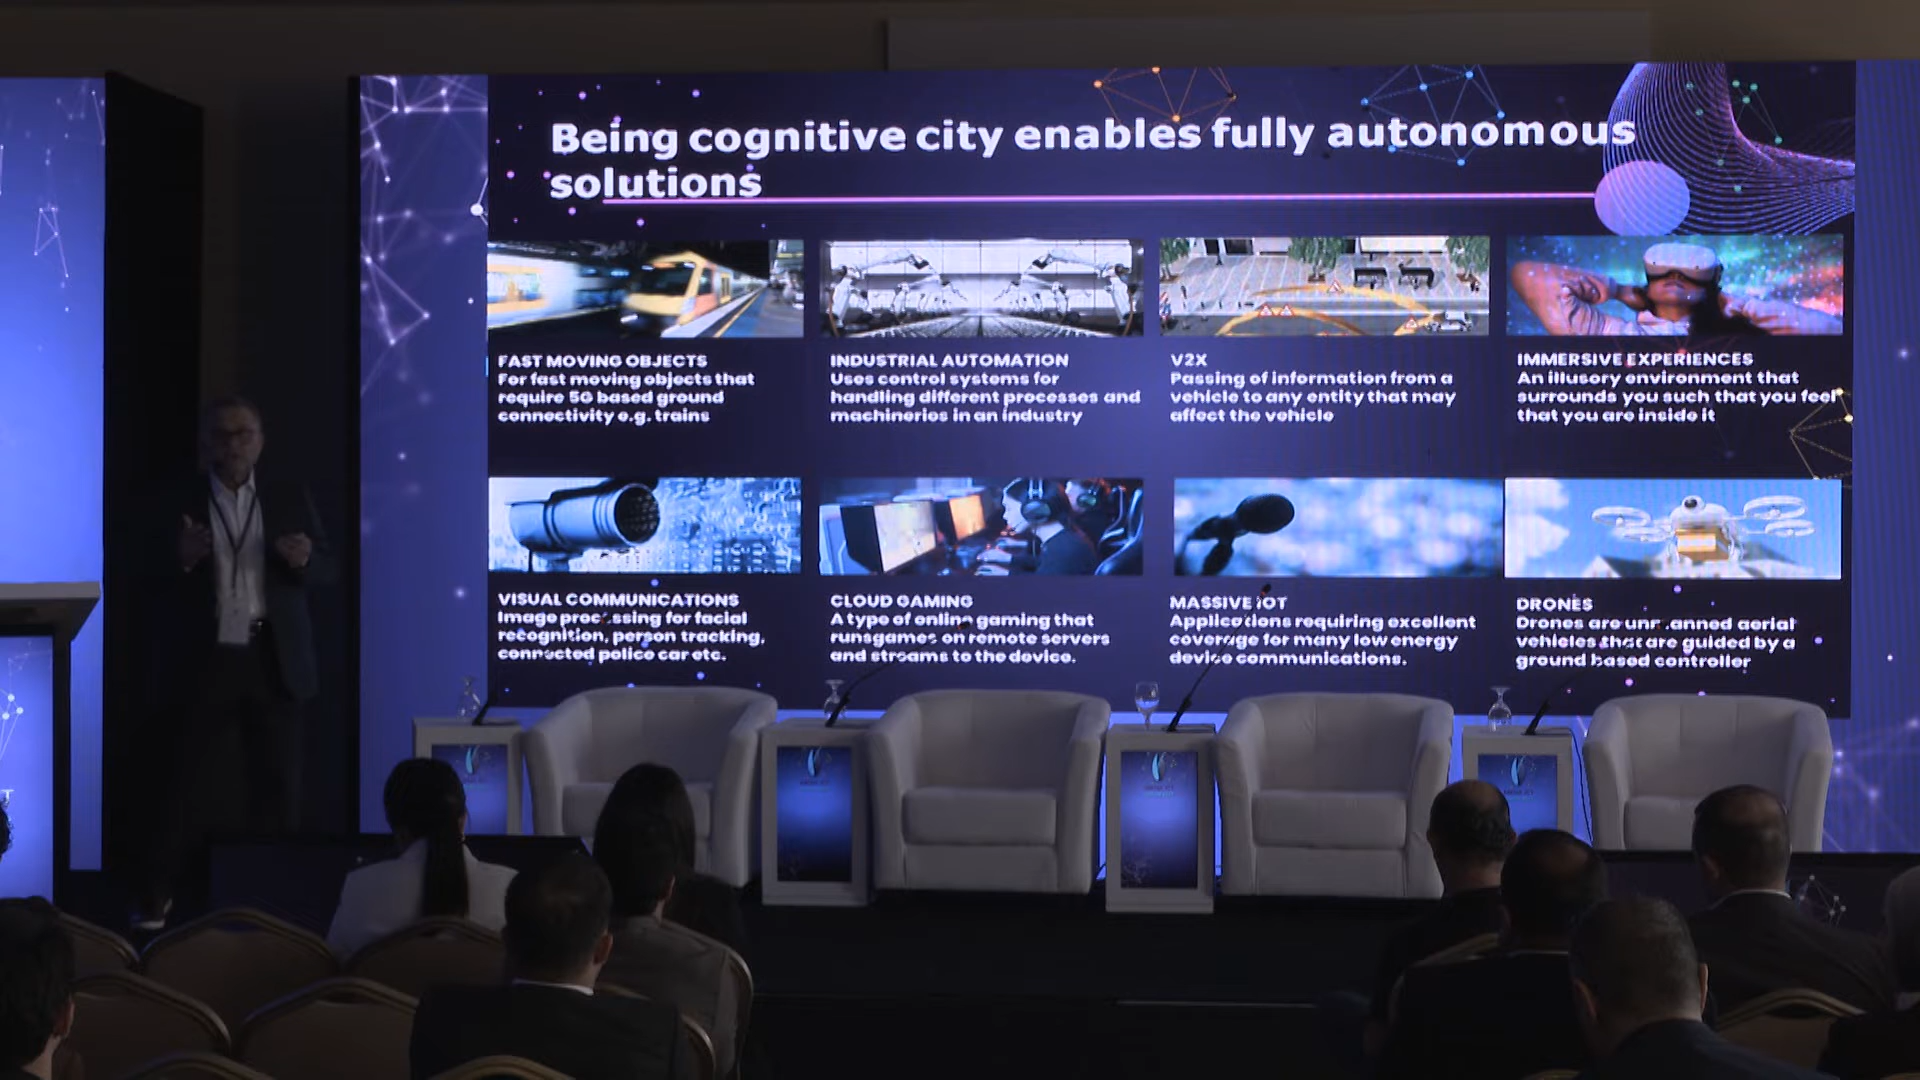 Being cognitive city enables fully autonomous
solutions
FAST MOVING OBJECTS
For fast moving objects that
require 5G based ground
connectivity e.g. trains
INDUSTRIAL AUTOMATION
Uses control systems for
handling different processes and
machineries in an industry
V2X
Passing of information from a
vehicle to any entity that may
affect the vehicle
IMMERSIVE EXPERIENCES
An illusory environment that
surrounds you such that you feel
that you are inside it
VISUAL COMMUNICATIONS
Image processing for facial
recognition, person tracking,
connected police car etc.
CLOUD GAMING
A type of online gaming that
runsgames on remote servers
and streams to the device.
MASSIVE IOT
Applications requiring excellent
coverage for many low energy
device communications.
DRONES
Drones are unmanned aerial
vehicles that are guided by a
ground based controller